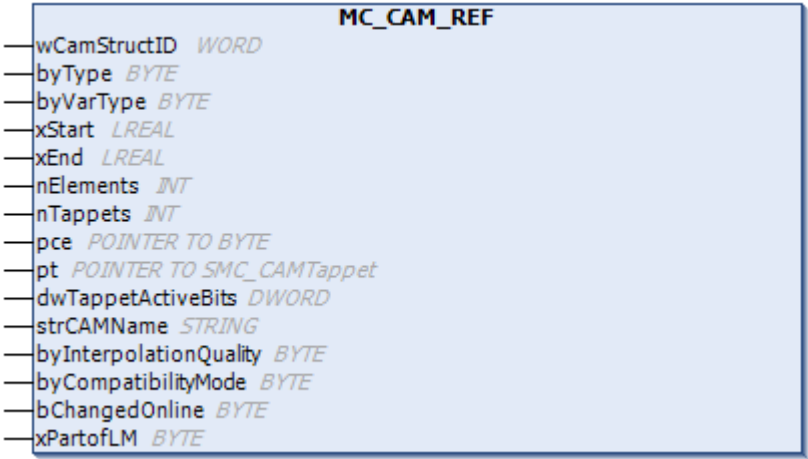 MC_CAM_REF
wCamStructID WORD
byType BYTE
byVarType BYTE
xStart LREAL
xEnd LREAL
nElements INT
nTappets INT
pce POINTER TO BYTE
pt POINTER TO SMC_CAMTappet
dwTappetActiveBits DWORD
strCAMName STRING
byInterpolationQuality BYTE
byCompatibilityMode BYTE
bChangedOnline BYTE
xPartofLM BYTE